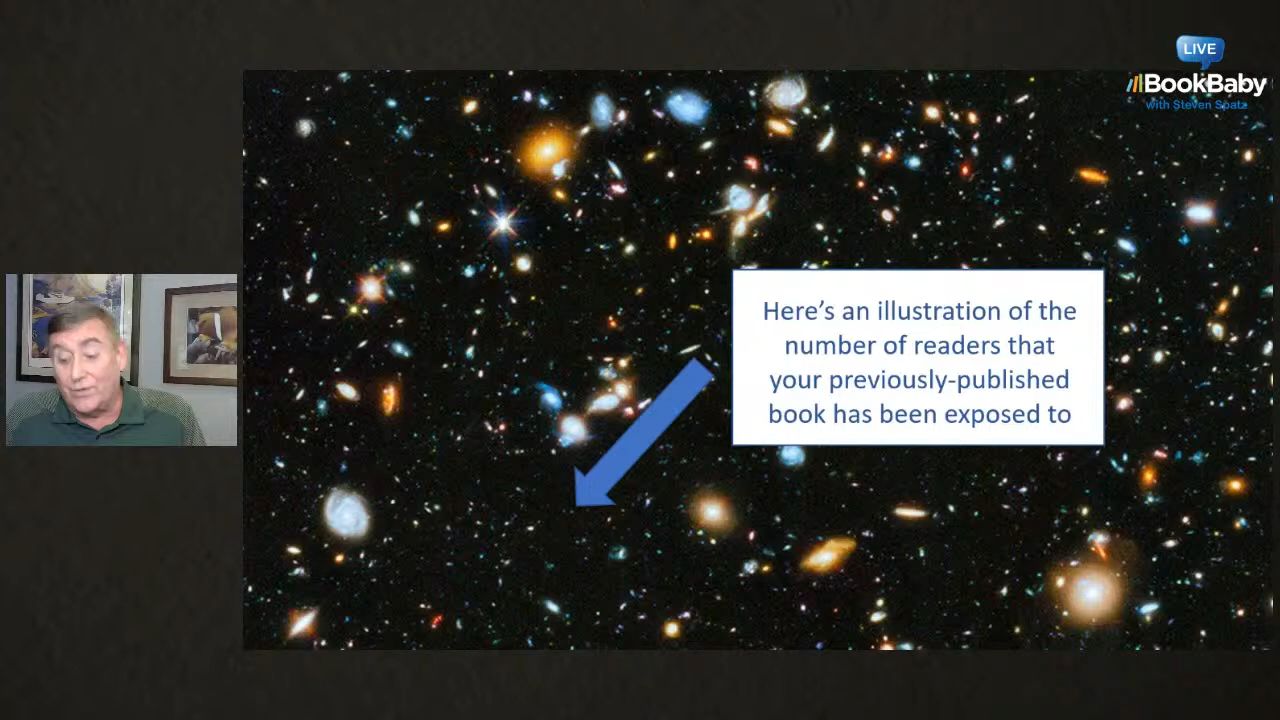 LIVE
BookBaby
with Steven Spatz
Here’s an illustration of the
number of readers that
your previously-published
book has been exposed to